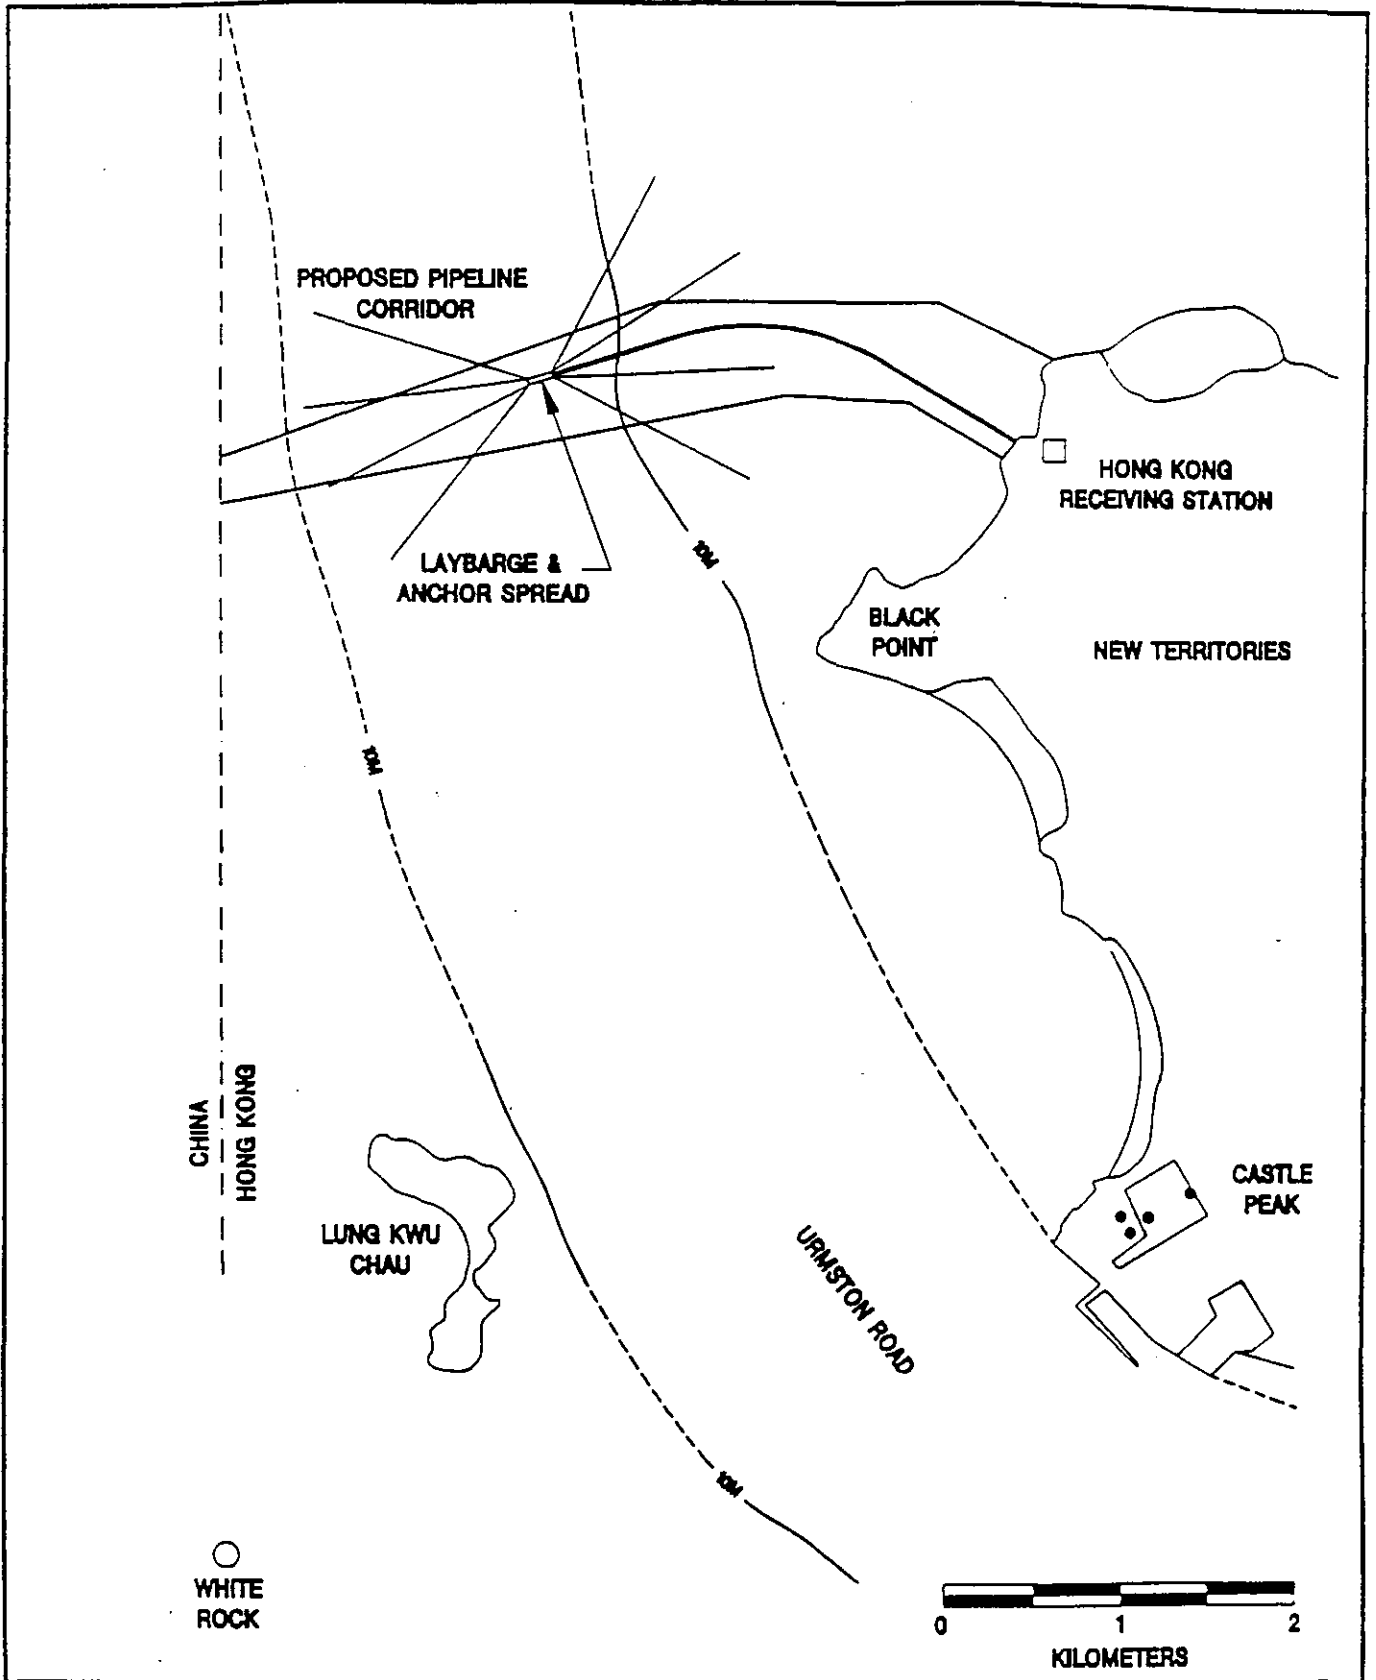 PROPOSED PIPELINE
CORRIDOR
HONG KONG
RECEIVING STATION
LAYBARGE &
ANCHOR SPREAD
10M
BLACK
POINT
NEW TERRITORIES
10M
CHINA
HONG KONG
CASTLE
PEAK
LUNG KWU
CHAU
URMSTON ROAD
10M
WHITE
ROCK
0 1 2
KILOMETERS